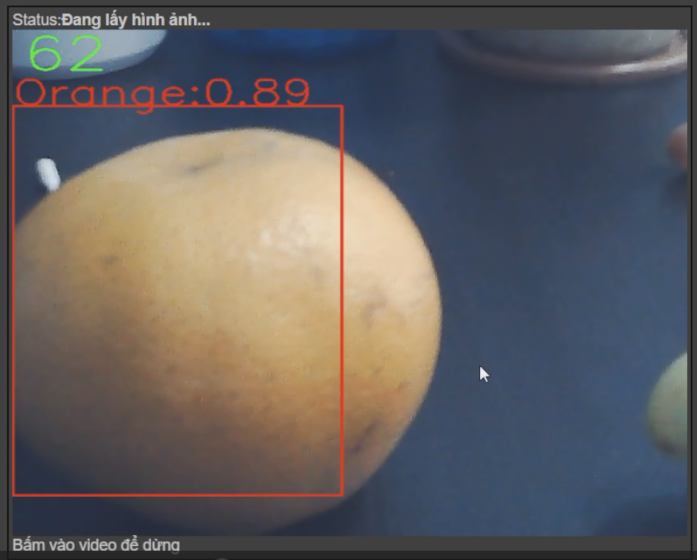 Status:Đang lấy hình ảnh...
62
Orange:0.89
Bấm vào video để dừng